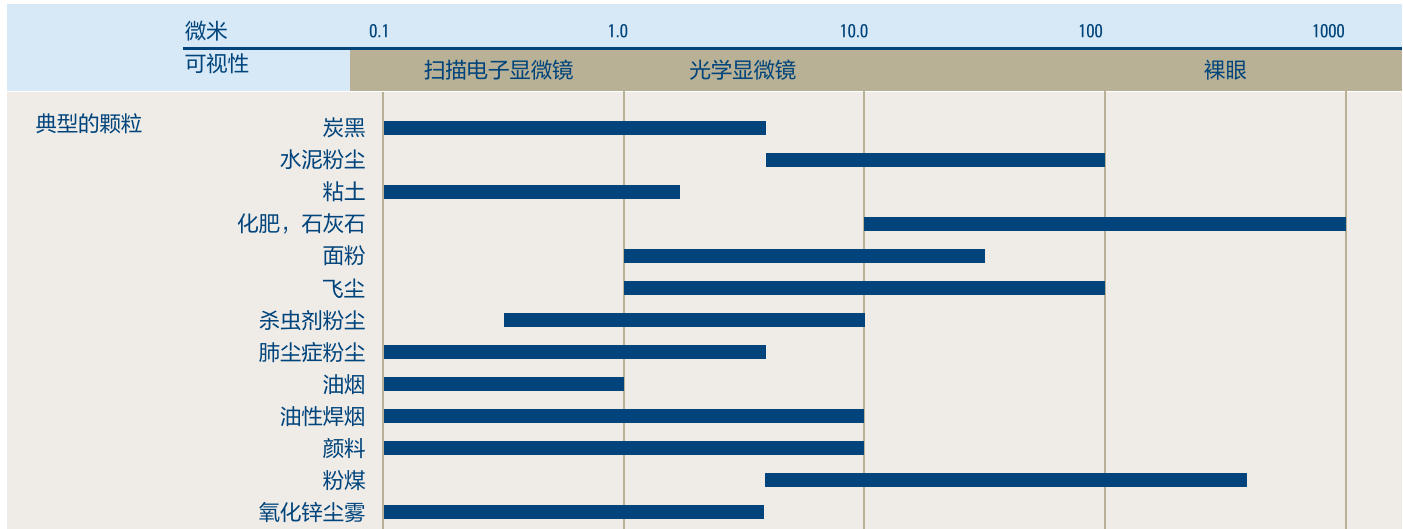 微米 0.1 1.0 10.0 100 1000
可视性 扫描电子显微镜 光学显微镜 裸眼
典型的颗粒
炭黑
水泥粉尘
粘土
化肥，石灰石
面粉
飞尘
杀虫剂粉尘
肺尘症粉尘
油烟
油性焊烟
颜料
粉煤
氧化锌尘雾